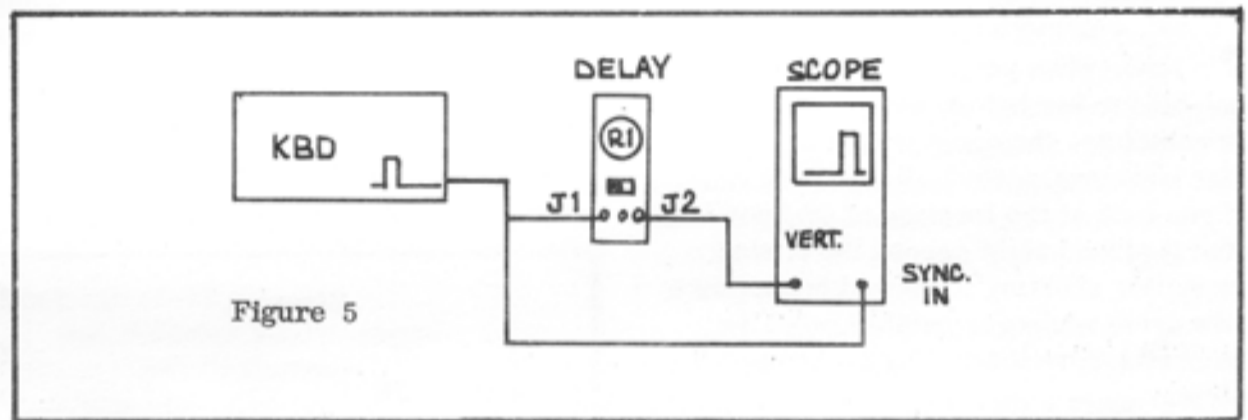 DELAY
SCOPE
KBD
R1
J1
J2
VERT.
SYNC.
IN
Figure 5